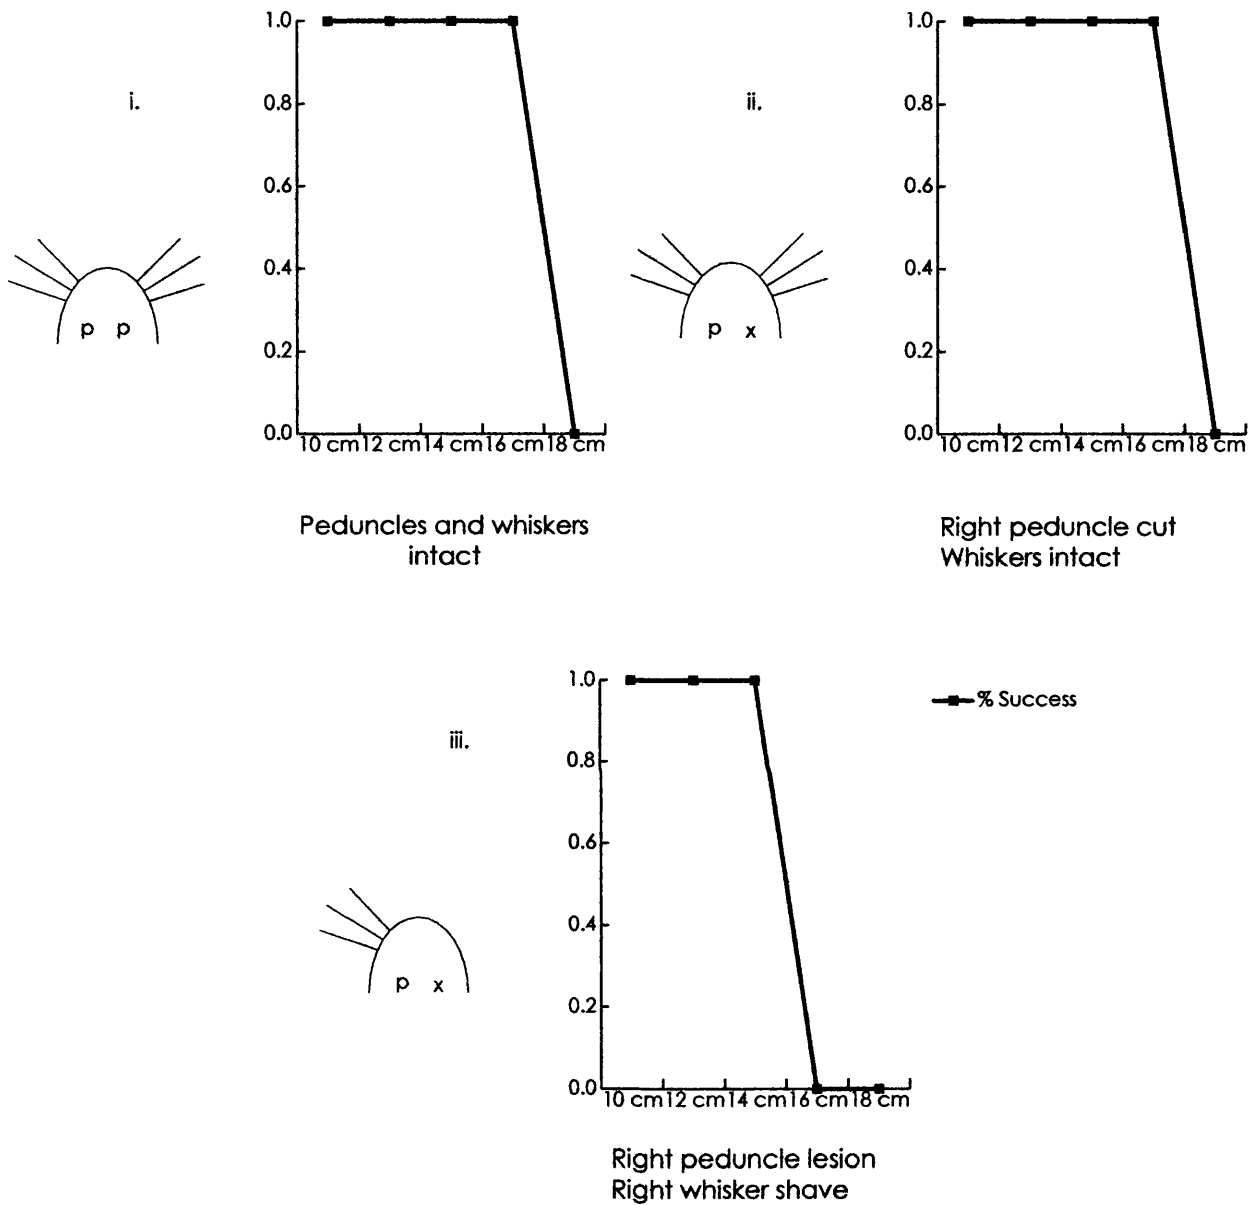 i.
1.0
0.8
0.6
0.4
0.2
0.0
10 cm12 cm14 cm16 cm18 cm
p p
Peduncles and whiskers
intact
ii.
1.0
0.8
0.6
0.4
0.2
0.0
10 cm12 cm14 cm16 cm18 cm
p x
Right peduncle cut
Whiskers intact
iii.
1.0
0.8
0.6
0.4
0.2
0.0
10 cm12 cm14 cm16 cm18 cm
p x
% Success
Right peduncle lesion
Right whisker shave